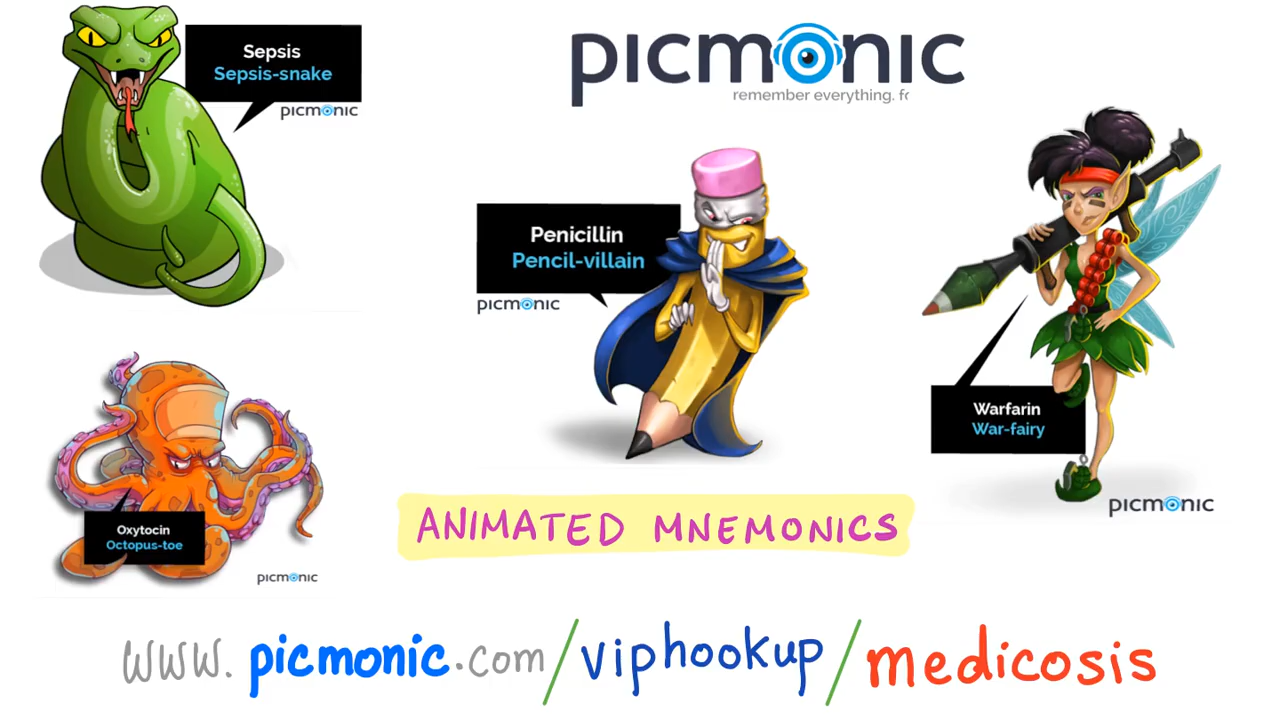 Sepsis
Sepsis-snake
picmonic
picmonic
remember everything. fo
Penicillin
Pencil-villain
picmonic
Warfarin
War-fairy
picmonic
Oxytocin
Octopus-toe
picmonic
ANIMATED MNEMONICS
www.picmonic.com/viphookup/medicosis